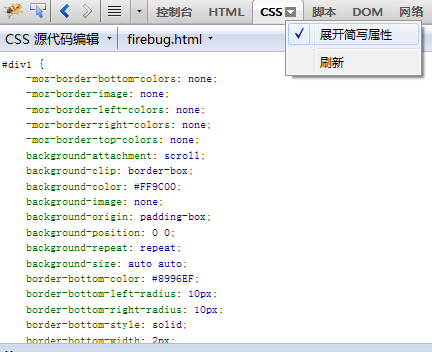 控制台 HTML CSS 脚本 DOM 网络
CSS 源代码编辑 firebug.html
展开简写属性
刷新
#div1 {
-moz-border-bottom-colors: none;
-moz-border-image: none;
-moz-border-left-colors: none;
-moz-border-right-colors: none;
-moz-border-top-colors: none;
background-attachment: scroll;
background-clip: border-box;
background-color: #FF9C00;
background-image: none;
background-origin: padding-box;
background-position: 0 0;
background-repeat: repeat;
background-size: auto auto;
border-bottom-color: #8996EF;
border-bottom-left-radius: 10px;
border-bottom-right-radius: 10px;
border-bottom-style: solid;
border-bottom-width: 2px;